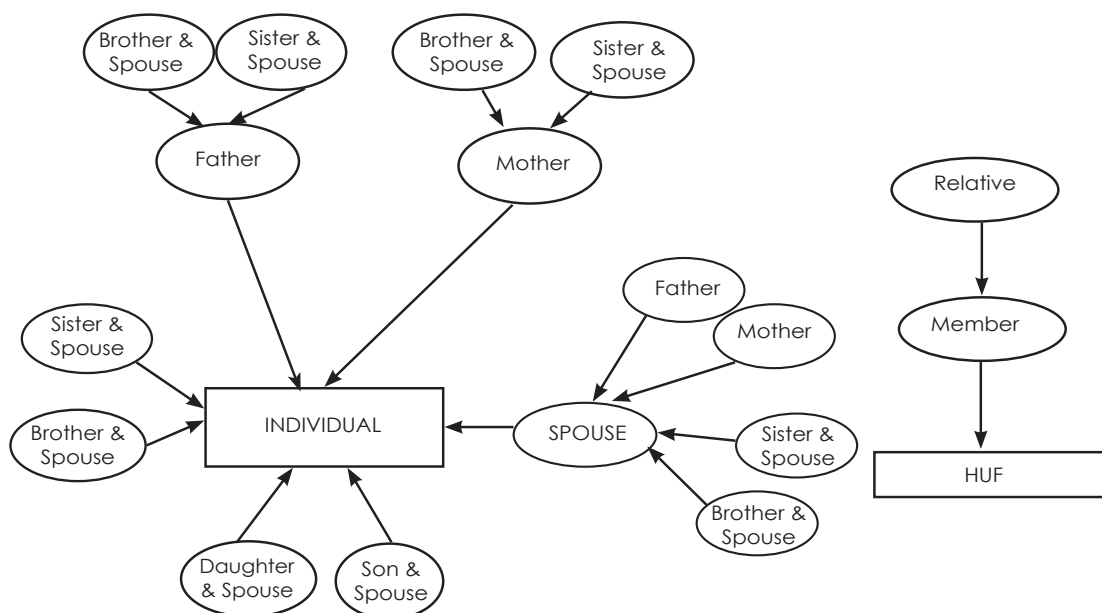 Brother &
Spouse
Sister &
Spouse
Brother &
Spouse
Sister &
Spouse
Father
Mother
Relative
Father
Mother
Member
Sister &
Spouse
INDIVIDUAL
SPOUSE
Brother &
Spouse
Sister &
Spouse
HUF
Brother &
Spouse
Daughter
& Spouse
Son &
Spouse